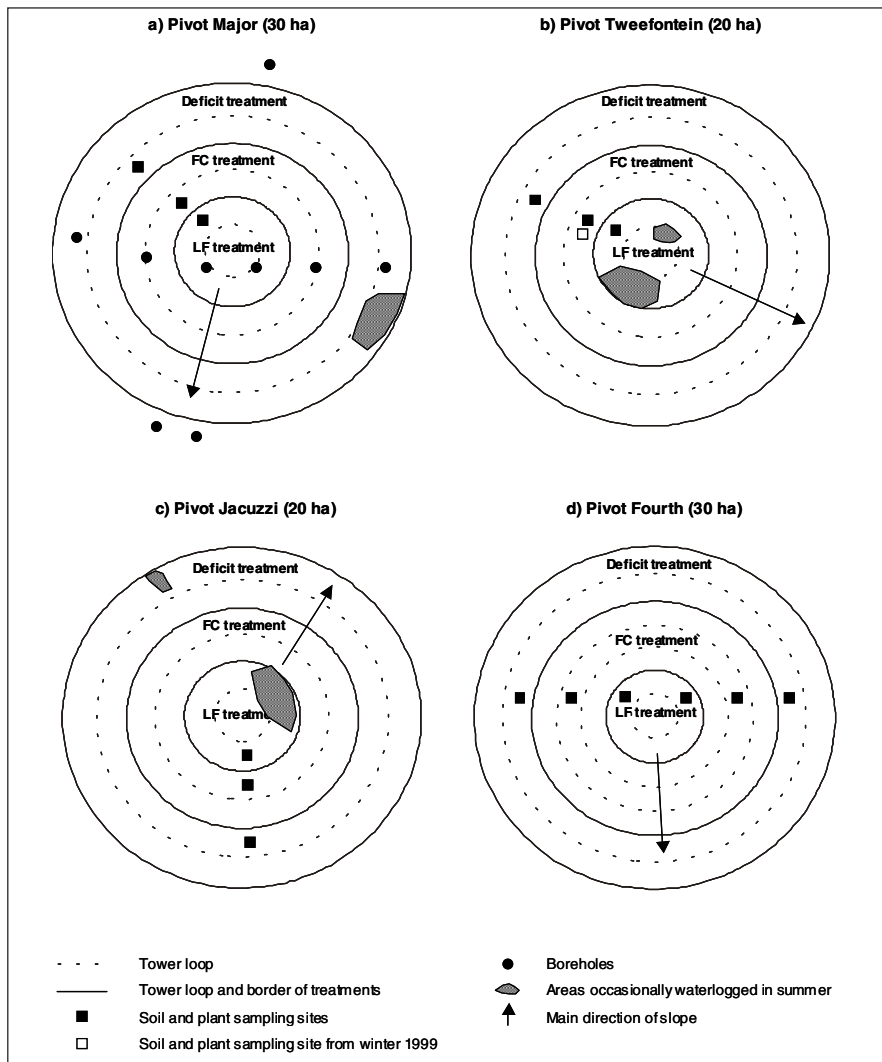 a) Pivot Major (30 ha)
Deficit treatment
FC treatment
LF treatment
b) Pivot Tweefontein (20 ha)
Deficit treatment
FC treatment
LF treatment
c) Pivot Jacuzzi (20 ha)
Deficit treatment
FC treatment
LF treatment
d) Pivot Fourth (30 ha)
Deficit treatment
FC treatment
LF treatment
Tower loop
Tower loop and border of treatments
Soil and plant sampling sites
Soil and plant sampling site from winter 1999
Boreholes
Areas occasionally waterlogged in summer
Main direction of slope